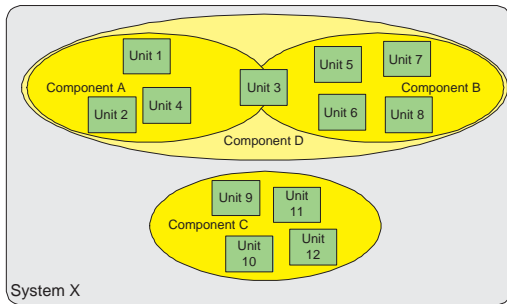 Unit 1
Component A
Unit 2
Unit 4
Unit 3
Unit 5
Unit 7
Component B
Unit 6
Unit 8
Component D
Unit 9
Unit
11
Component C
Unit
10
Unit
12
System X